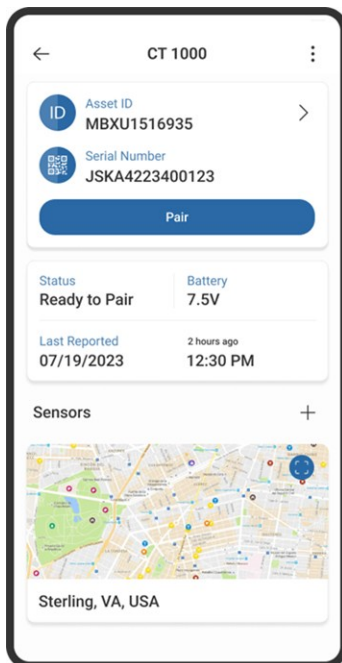 CT 1000
ID
Asset ID
MBXU1516935
Serial Number
JSKA4223400123
Pair
Status
Ready to Pair
Battery
7.5V
Last Reported
07/19/2023
2 hours ago
12:30 PM
Sensors
Sterling, VA, USA